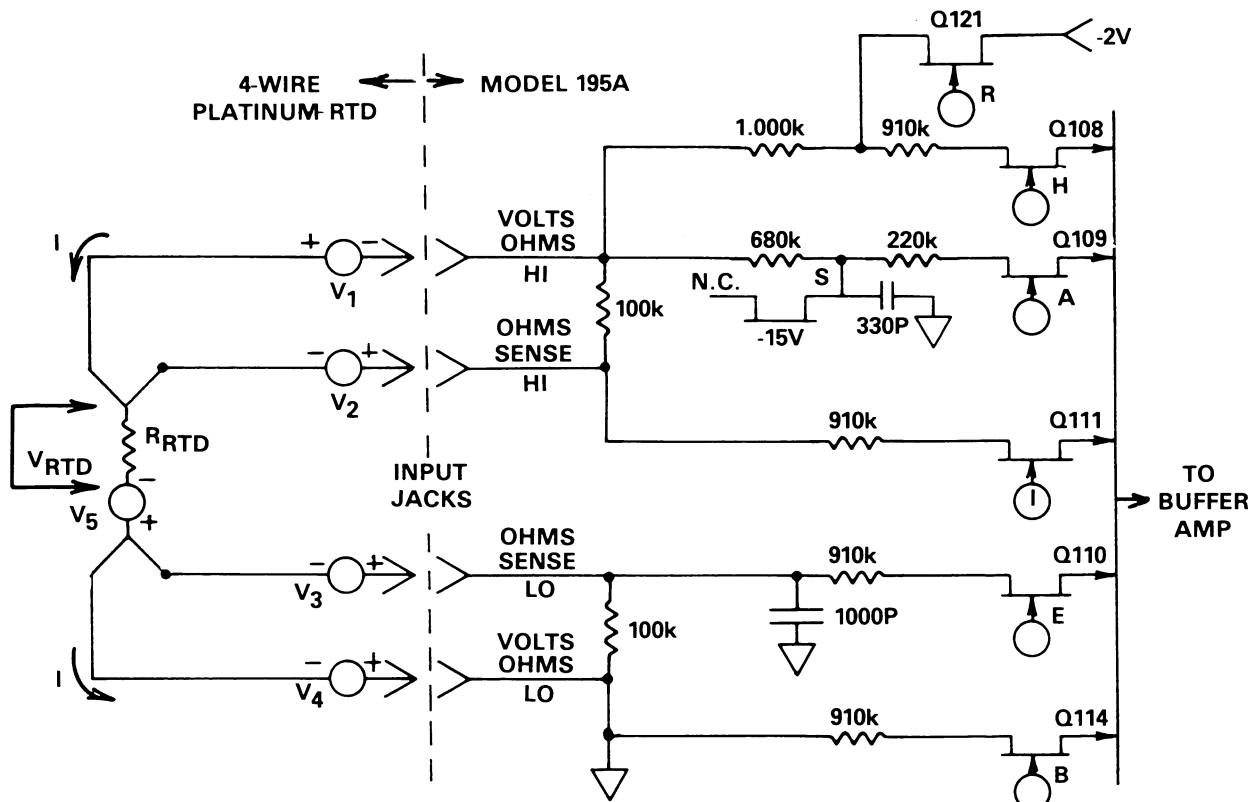 Q121
-2V
4-WIRE
PLATINUM-RTD
MODEL 195A
R
1.000k
910k
Q108
H
I
+
-
V1
VOLTS
OHMS
HI
680k
220k
Q109
N.C.
S
A
100k
-15V
330P
OHMS
SENSE
HI
-
+
V2
RRTD
VRTD
910k
Q111
I
INPUT
JACKS
TO
BUFFER
AMP
-
V5
+
OHMS
SENSE
LO
-
+
V3
910k
Q110
100k
1000P
E
VOLTS
OHMS
LO
I
-
+
V4
910k
Q114
B